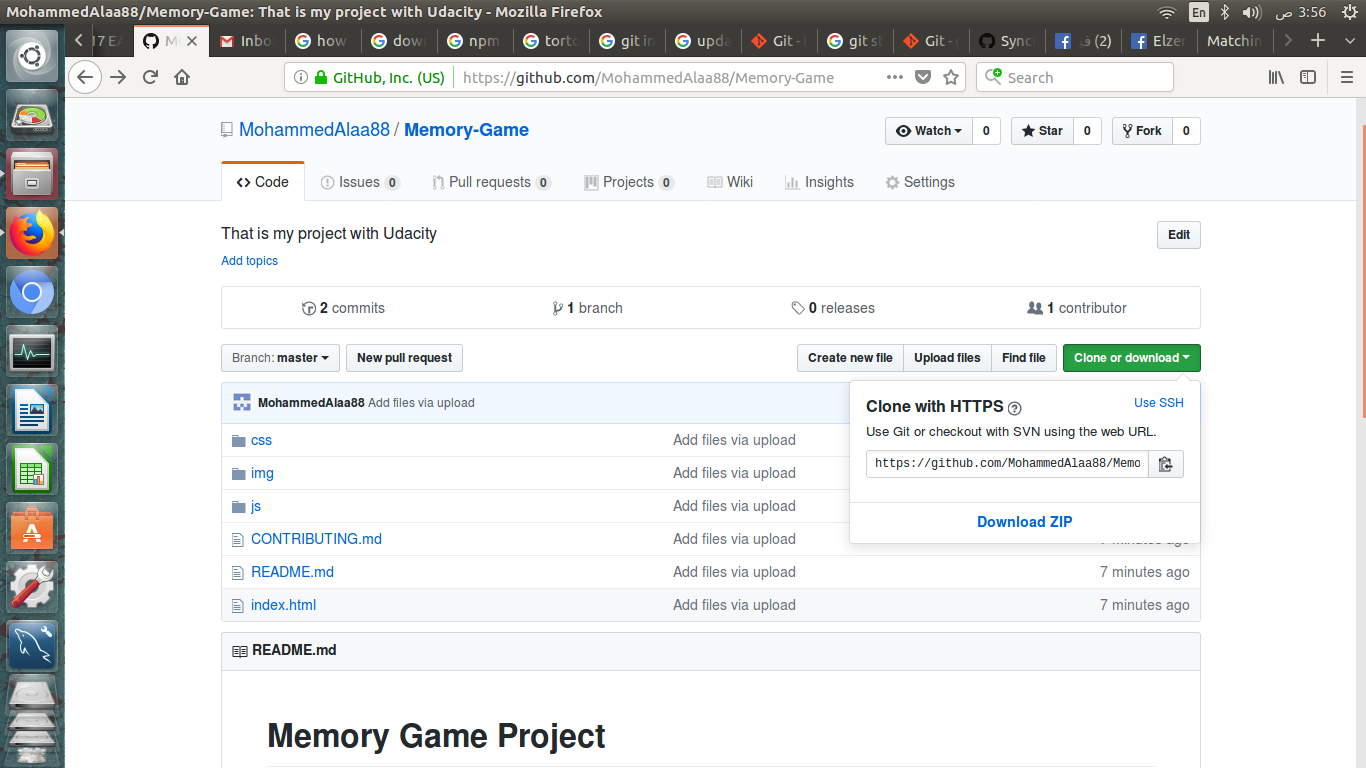 MohammedAlaa88/Memory-Game: That is my project with Udacity - Mozilla Firefox
En
3:56 ص
17 EA
Inbo
how
dow
npm
torto
git in
upda
Git -
git st
Git - g
Sync
(2) في
Elzer
Matchin
GitHub, Inc. (US)
https://github.com/MohammedAlaa88/Memory-Game
Search
MohammedAlaa88 / Memory-Game
Watch 0
Star 0
Fork 0
Code
Issues 0
Pull requests 0
Projects 0
Wiki
Insights
Settings
That is my project with Udacity
Edit
Add topics
2 commits
1 branch
0 releases
1 contributor
Branch: master
New pull request
Create new file
Upload files
Find file
Clone or download
MohammedAlaa88 Add files via upload
Clone with HTTPS
Use SSH
Use Git or checkout with SVN using the web URL.
https://github.com/MohammedAlaa88/Memo
Download ZIP
css Add files via upload
img Add files via upload
js Add files via upload
CONTRIBUTING.md Add files via upload
README.md Add files via upload 7 minutes ago
index.html Add files via upload 7 minutes ago
README.md
Memory Game Project